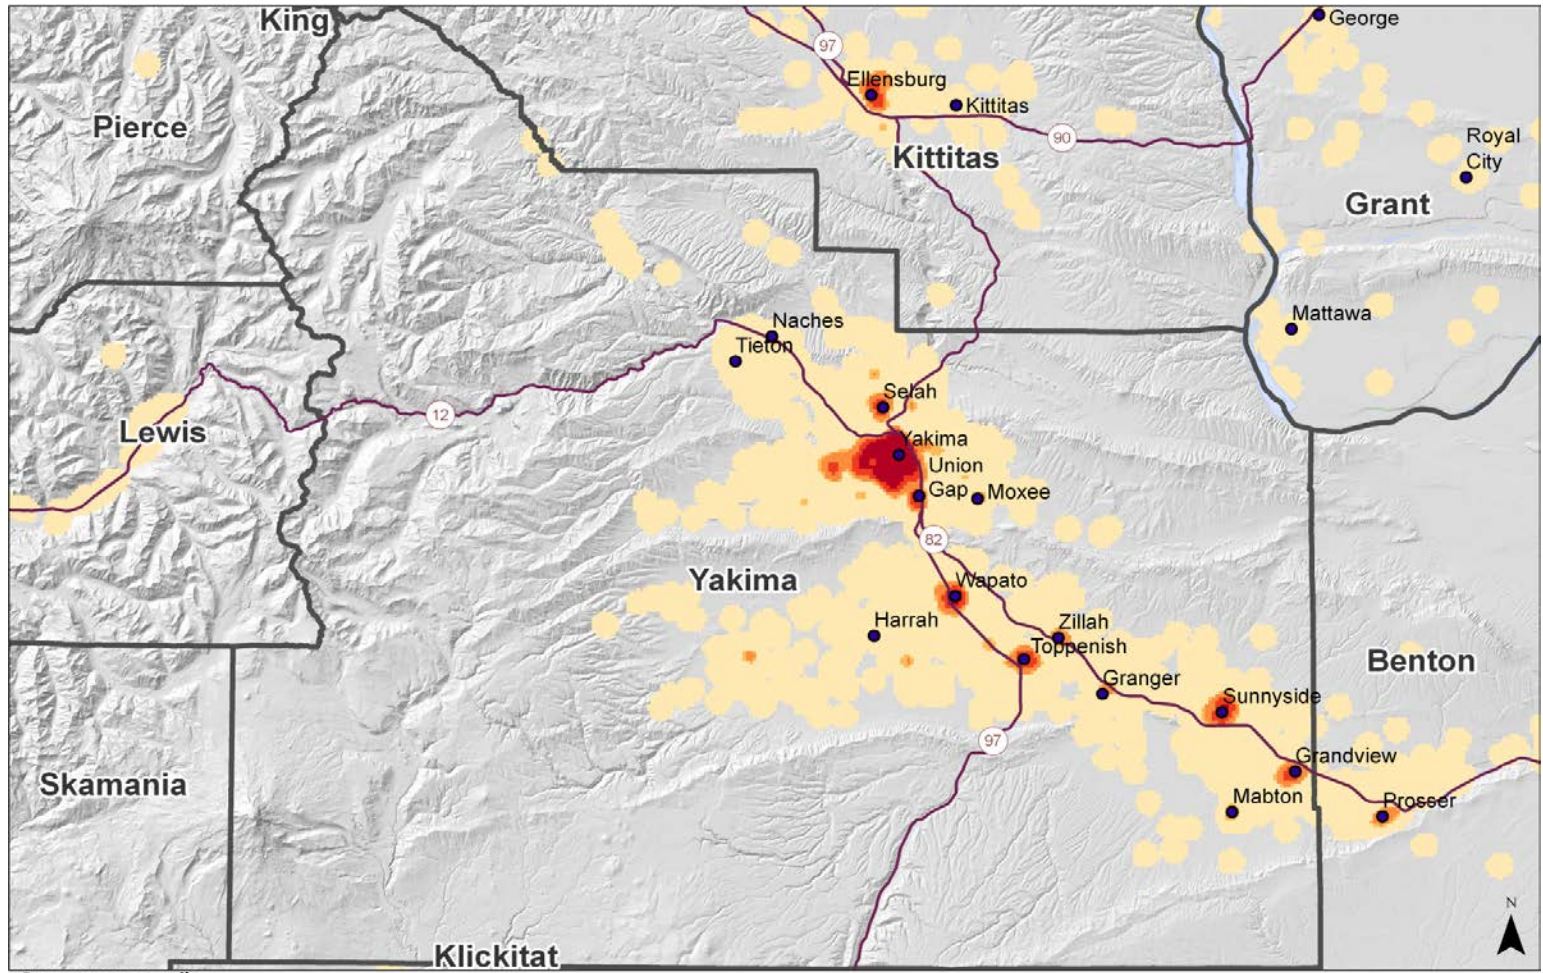 King
George
97
Ellensburg
Kittitas
Pierce
90
Royal
City
Kittitas
Grant
Mattawa
Naches
Tieton
Selah
12
Lewis
Yakima
Union
Gap
Moxee
82
Yakima
Wapato
Harrah
Zillah
Toppenish
Benton
Granger
Sunnyside
97
Grandview
Skamania
Mabton
Prosser
N
Klickitat